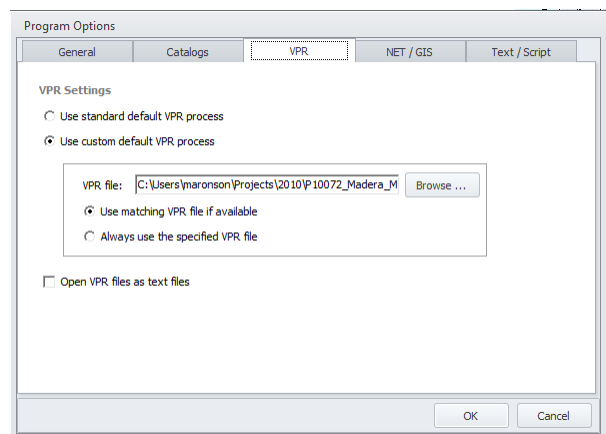 Program Options
General Catalogs VPR NET / GIS Text / Script
VPR Settings
Use standard default VPR process
Use custom default VPR process
VPR file: C:\Users\maronson\Projects\2010\P10072_Madera_M Browse ...
Use matching VPR file if available
Always use the specified VPR file
Open VPR files as text files
OK Cancel